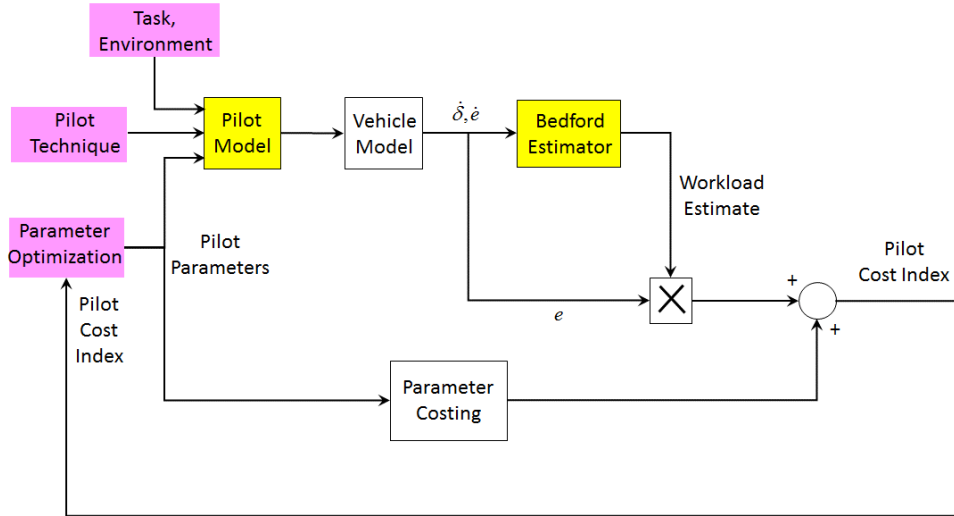 Task,
Environment
Pilot
Technique
Pilot
Model
Vehicle
Model
δ̇, ė
Bedford
Estimator
Workload
Estimate
Parameter
Optimization
Pilot
Parameters
Pilot
Cost Index
+
+
e
Pilot
Cost
Index
Parameter
Costing